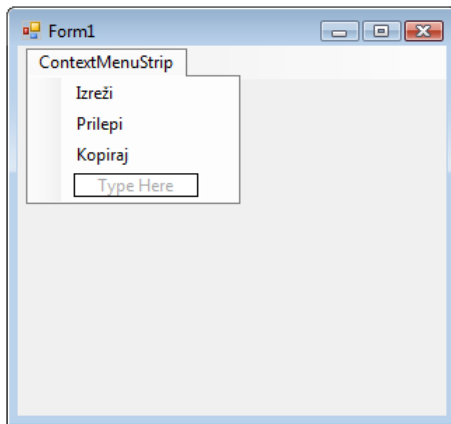 Form1
ContextMenuStrip
Izreži
Prilepi
Kopiraj
Type Here